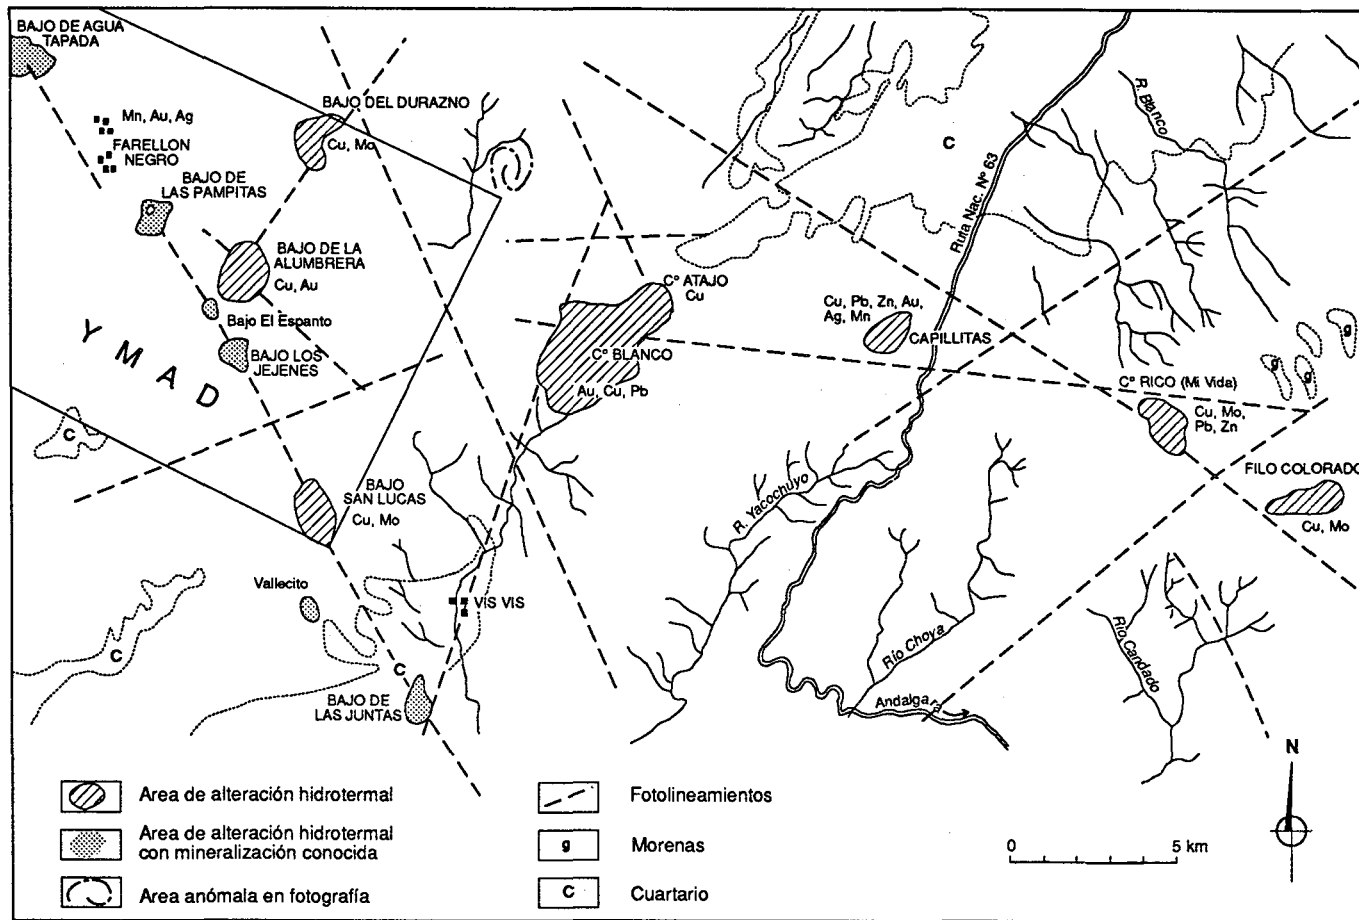 BAJO DE AGUA
TAPADA
Mn, Au, Ag
FARELLON
NEGRO
BAJO DE
LAS PAMPITAS
BAJO DEL DURAZNO
Cu, Mo
BAJO DE LA
ALUMBRERA
Cu, Au
Bajo El Espanto
BAJO LOS
JEJENES
YMAD
C
BAJO
SAN LUCAS
Cu, Mo
Vallecito
C
VIS VIS
C
BAJO DE
LAS JUNTAS
Cº ATAJO
Cu
Cº BLANCO
Au, Cu, Pb
C
Ruta Nac. Nº 63
R. Blanco
Cu, Pb, Zn, Au,
Ag, Mn
CAPILLITAS
g
g
g
Cº RICO (Mi Vida)
Cu, Mo,
Pb, Zn
FILO COLORADO
Cu, Mo
R. Yacochuyo
Río Choya
Río Candado
Andalgará
N
Area de alteración hidrotermal
Area de alteración hidrotermal
con mineralización conocida
Area anómala en fotografía
Fotolineamientos
g
Morenas
C
Cuartario
0
5 km